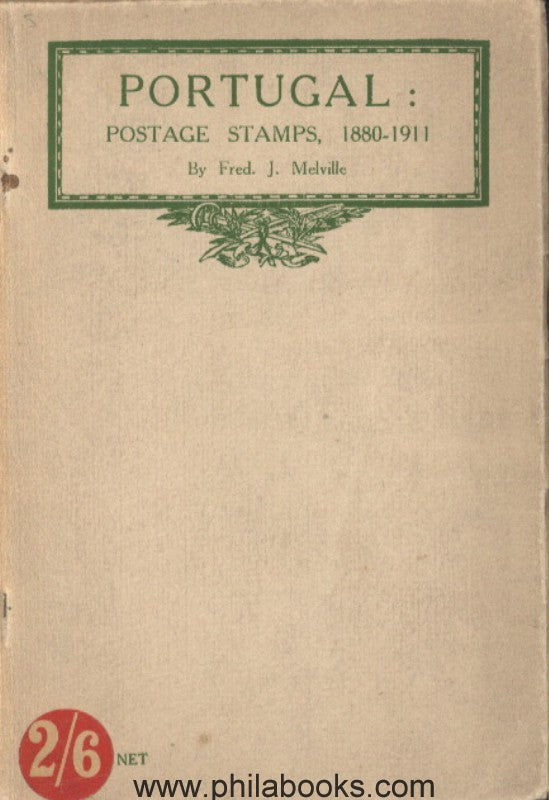 PORTUGAL :
POSTAGE STAMPS, 1880-1911
By Fred. J. Melville
2/6 NET
www.philabooks.com